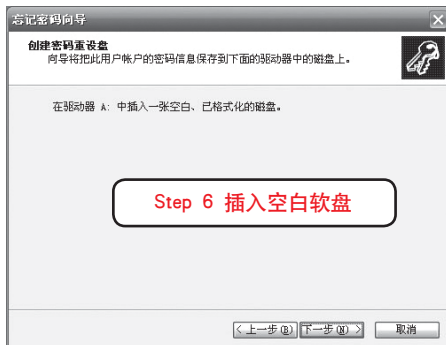 忘记密码向导
创建密码重设盘
向导将把此用户帐户的密码信息保存到下面的驱动器中的磁盘上。
在驱动器 A: 中插入一张空白、已格式化的磁盘。
Step 6 插入空白软盘
< 上一步(B) 下一步(N) > 取消